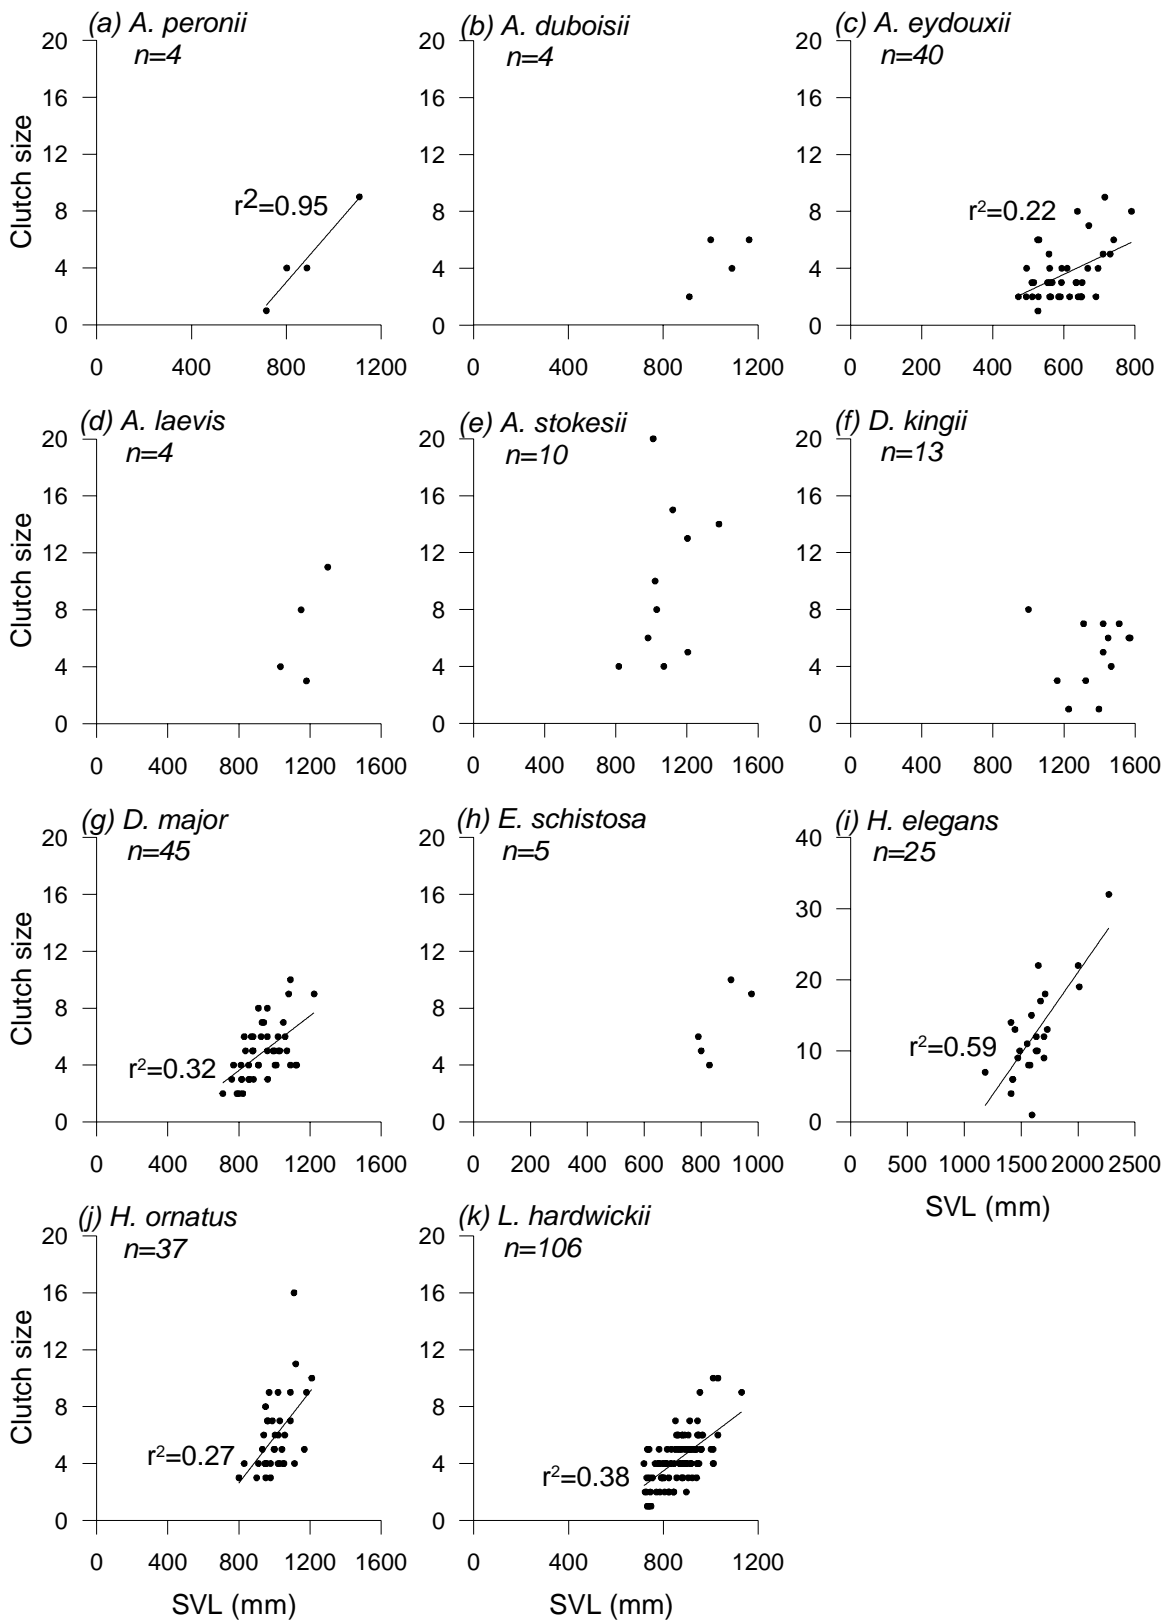 (a) A. peronii
n=4
20
16
12
8
4
0
Clutch size
r²=0.95
0 400 800 1200
(b) A. duboisii
n=4
20
16
12
8
4
0
0 400 800 1200
(c) A. eydouxii
n=40
20
16
12
8
4
0
r²=0.22
0 200 400 600 800
(d) A. laevis
n=4
20
16
12
8
4
0
Clutch size
0 400 800 1200 1600
(e) A. stokesii
n=10
20
16
12
8
4
0
0 400 800 1200 1600
(f) D. kingii
n=13
20
16
12
8
4
0
0 400 800 1200 1600
(g) D. major
n=45
20
16
12
8
4
0
Clutch size
r²=0.32
0 400 800 1200 1600
(h) E. schistosa
n=5
20
16
12
8
4
0
0 200 400 600 800 1000
(i) H. elegans
n=25
40
30
20
10
0
r²=0.59
0 500 1000 1500 2000 2500
SVL (mm)
(j) H. ornatus
n=37
20
16
12
8
4
0
Clutch size
r²=0.27
0 400 800 1200 1600
SVL (mm)
(k) L. hardwickii
n=106
20
16
12
8
4
0
r²=0.38
0 400 800 1200
SVL (mm)